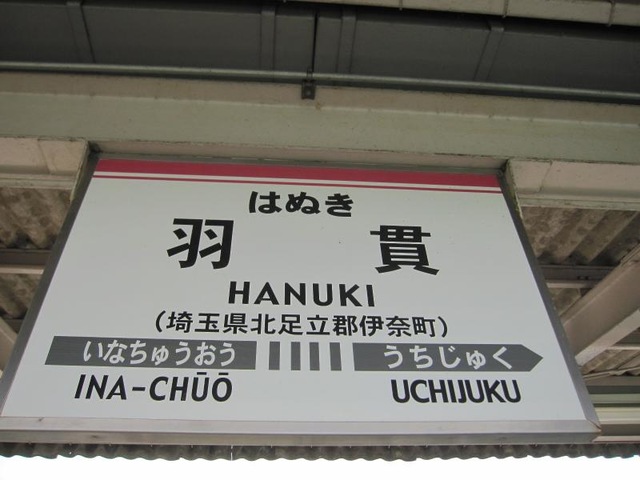 はぬき
羽貫
HANUKI
(埼玉県北足立郡伊奈町)
いなちゅうおう うちじゅく
INA-CHŪŌ UCHIJUKU